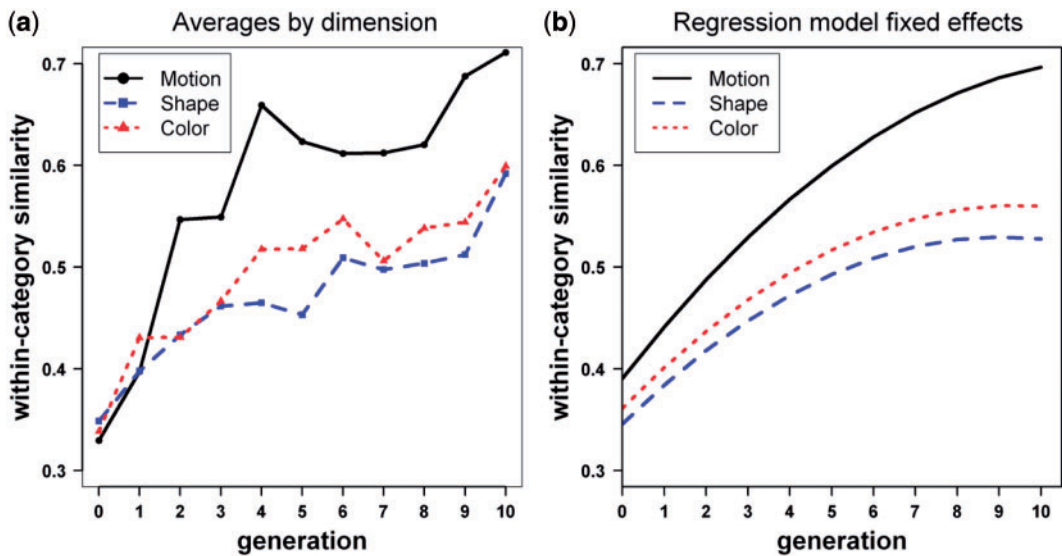 (a) Averages by dimension
within-category similarity
0.7
0.6
0.5
0.4
0.3
Motion
Shape
Color
0 1 2 3 4 5 6 7 8 9 10
generation
(b) Regression model fixed effects
within-category similarity
0.7
0.6
0.5
0.4
0.3
Motion
Shape
Color
0 1 2 3 4 5 6 7 8 9 10
generation